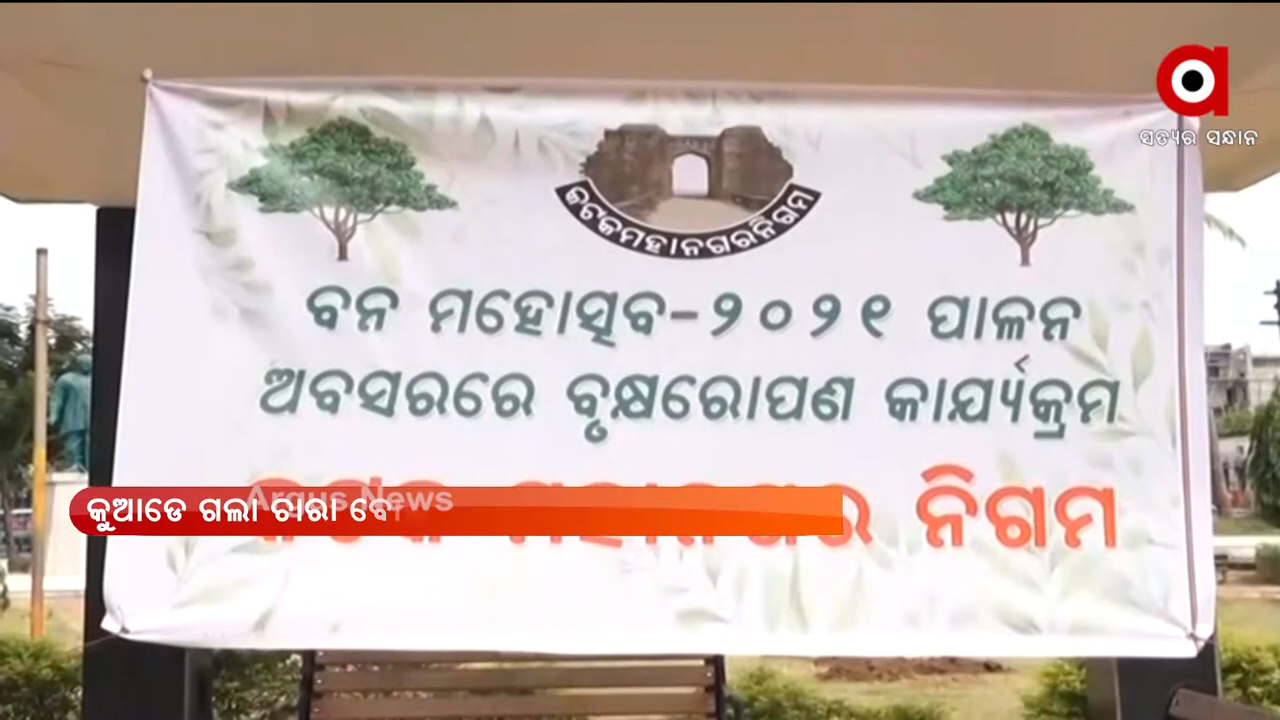 ସତ୍ୟର ସନ୍ଧାନ
କଟକମହାନଗରନିଗମ
ବନ ମହୋତ୍ସବ-୨୦୨୧ ପାଳନ
ଅବସରରେ ବୃକ୍ଷରୋପଣ କାର୍ଯ୍ୟକ୍ରମ
ନିଗମ
Argus News
କୁଆଡେ ଗଲା ଚାରା